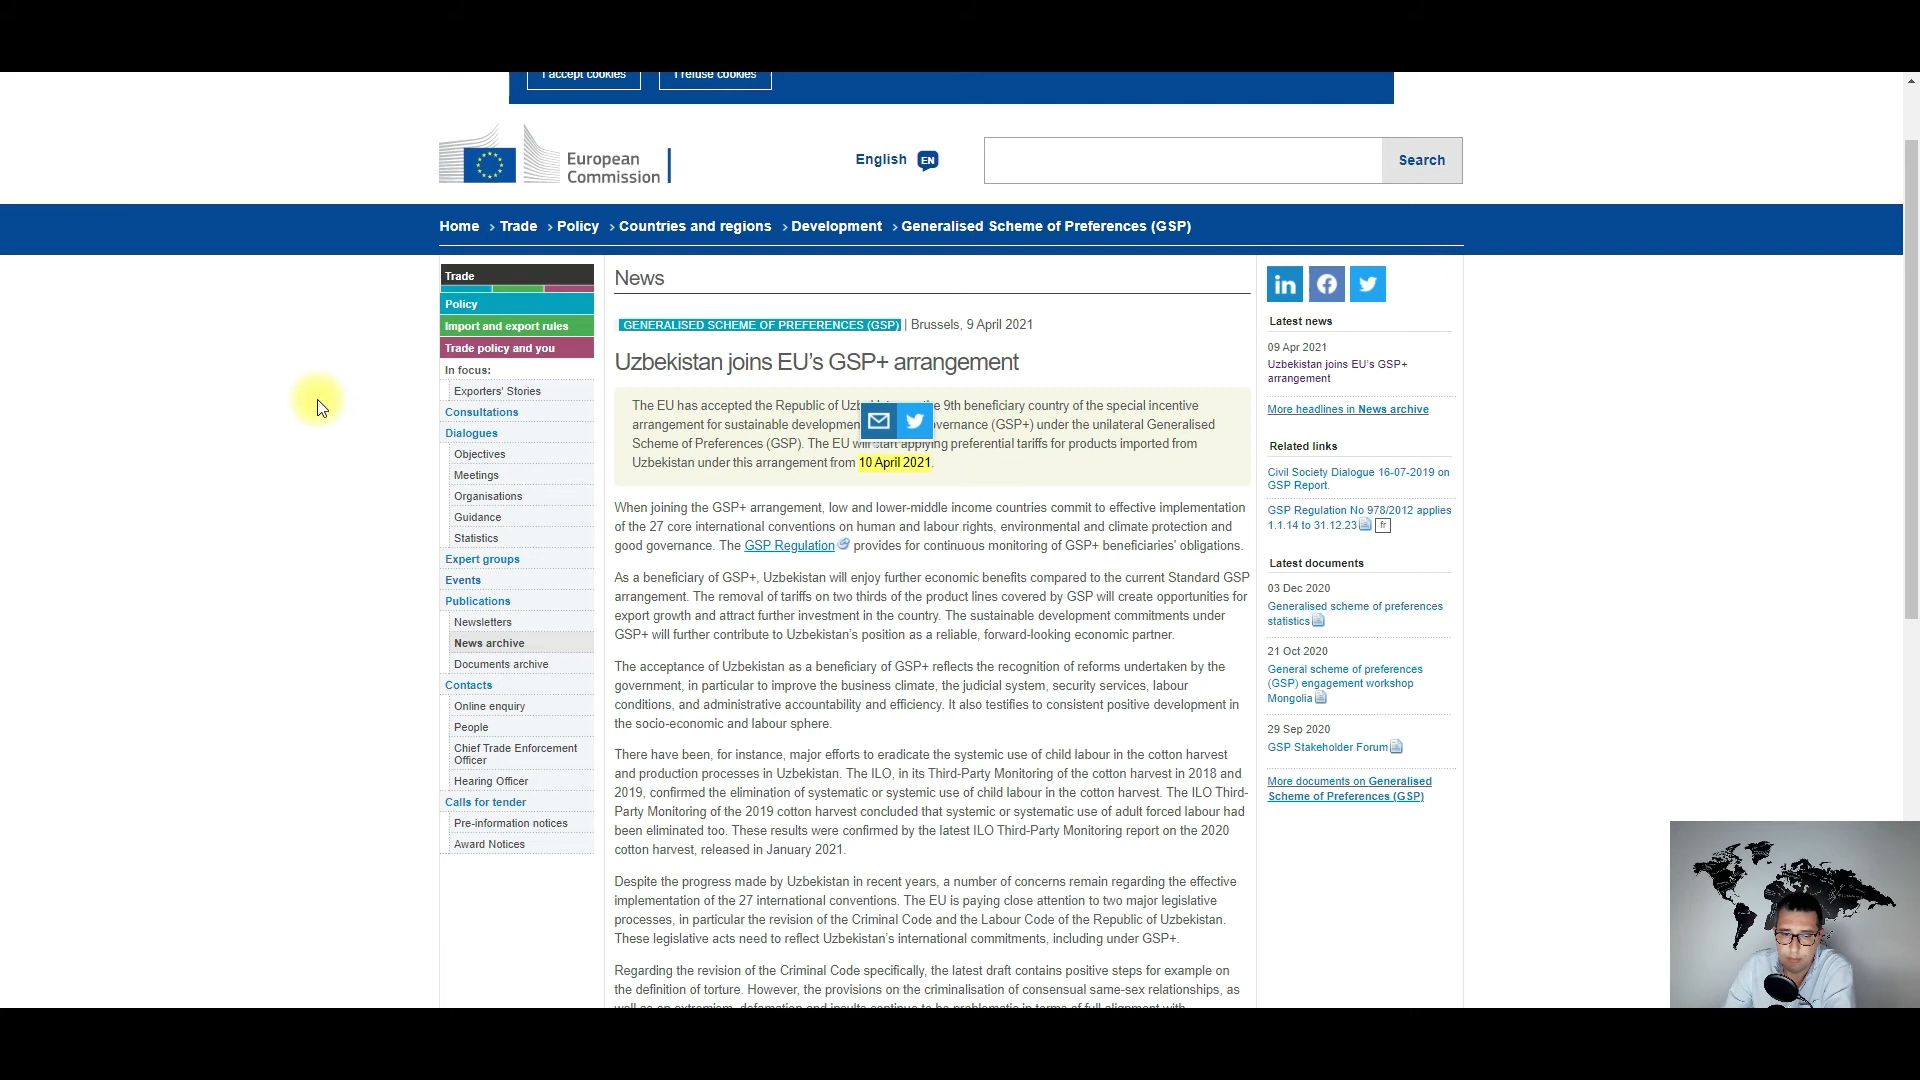 I accept cookies
I refuse cookies
European
Commission
English EN
Search
Home › Trade › Policy › Countries and regions › Development › Generalised Scheme of Preferences (GSP)
Trade
Policy
Import and export rules
Trade policy and you
In focus:
Exporters' Stories
Consultations
Dialogues
Objectives
Meetings
Organisations
Guidance
Statistics
Expert groups
Events
Publications
Newsletters
News archive
Documents archive
Contacts
Online enquiry
People
Chief Trade Enforcement
Officer
Hearing Officer
Calls for tender
Pre-information notices
Award Notices
News
GENERALISED SCHEME OF PREFERENCES (GSP) | Brussels, 9 April 2021
Uzbekistan joins EU’s GSP+ arrangement
The EU has accepted the Republic of 9th beneficiary country of the special incentive
arrangement for sustainable (GSP+) under the unilateral Generalised
Scheme of Preferences (GSP). The EU will start applying preferential tariffs for products imported from
Uzbekistan under this arrangement from 10 April 2021.
When joining the GSP+ arrangement, low and lower-middle income countries commit to effective implementation
of the 27 core international conventions on human and labour rights, environmental and climate protection and
good governance. The GSP Regulation provides for continuous monitoring of GSP+ beneficiaries’ obligations.
As a beneficiary of GSP+, Uzbekistan will enjoy further economic benefits compared to the current Standard GSP
arrangement. The removal of tariffs on two thirds of the product lines covered by GSP will create opportunities for
export growth and attract further investment in the country. The sustainable development commitments under
GSP+ will further contribute to Uzbekistan’s position as a reliable, forward-looking economic partner.
The acceptance of Uzbekistan as a beneficiary of GSP+ reflects the recognition of reforms undertaken by the
government, in particular to improve the business climate, the judicial system, security services, labour
conditions, and administrative accountability and efficiency. It also testifies to consistent positive development in
the socio-economic and labour sphere.
There have been, for instance, major efforts to eradicate the systemic use of child labour in the cotton harvest
and production processes in Uzbekistan. The ILO, in its Third-Party Monitoring of the cotton harvest in 2018 and
2019, confirmed the elimination of systematic or systemic use of child labour in the cotton harvest. The ILO Third-
Party Monitoring of the 2019 cotton harvest concluded that systemic or systematic use of adult forced labour had
been eliminated too. These results were confirmed by the latest ILO Third-Party Monitoring report on the 2020
cotton harvest, released in January 2021.
Despite the progress made by Uzbekistan in recent years, a number of concerns remain regarding the effective
implementation of the 27 international conventions. The EU is paying close attention to two major legislative
processes, in particular the revision of the Criminal Code and the Labour Code of the Republic of Uzbekistan.
These legislative acts need to reflect Uzbekistan’s international commitments, including under GSP+.
Regarding the revision of the Criminal Code specifically, the latest draft contains positive steps for example on
the definition of torture. However, the provisions on the criminalisation of consensual same-sex relationships, as
well as on extremism, defamation and insults continue to be problematic in terms of full alignment with
Latest news
09 Apr 2021
Uzbekistan joins EU's GSP+
arrangement
More headlines in News archive
Related links
Civil Society Dialogue 16-07-2019 on
GSP Report.
GSP Regulation No 978/2012 applies
1.1.14 to 31.12.23 fr
Latest documents
03 Dec 2020
Generalised scheme of preferences
statistics
21 Oct 2020
General scheme of preferences
(GSP) engagement workshop
Mongolia
29 Sep 2020
GSP Stakeholder Forum
More documents on Generalised
Scheme of Preferences (GSP)